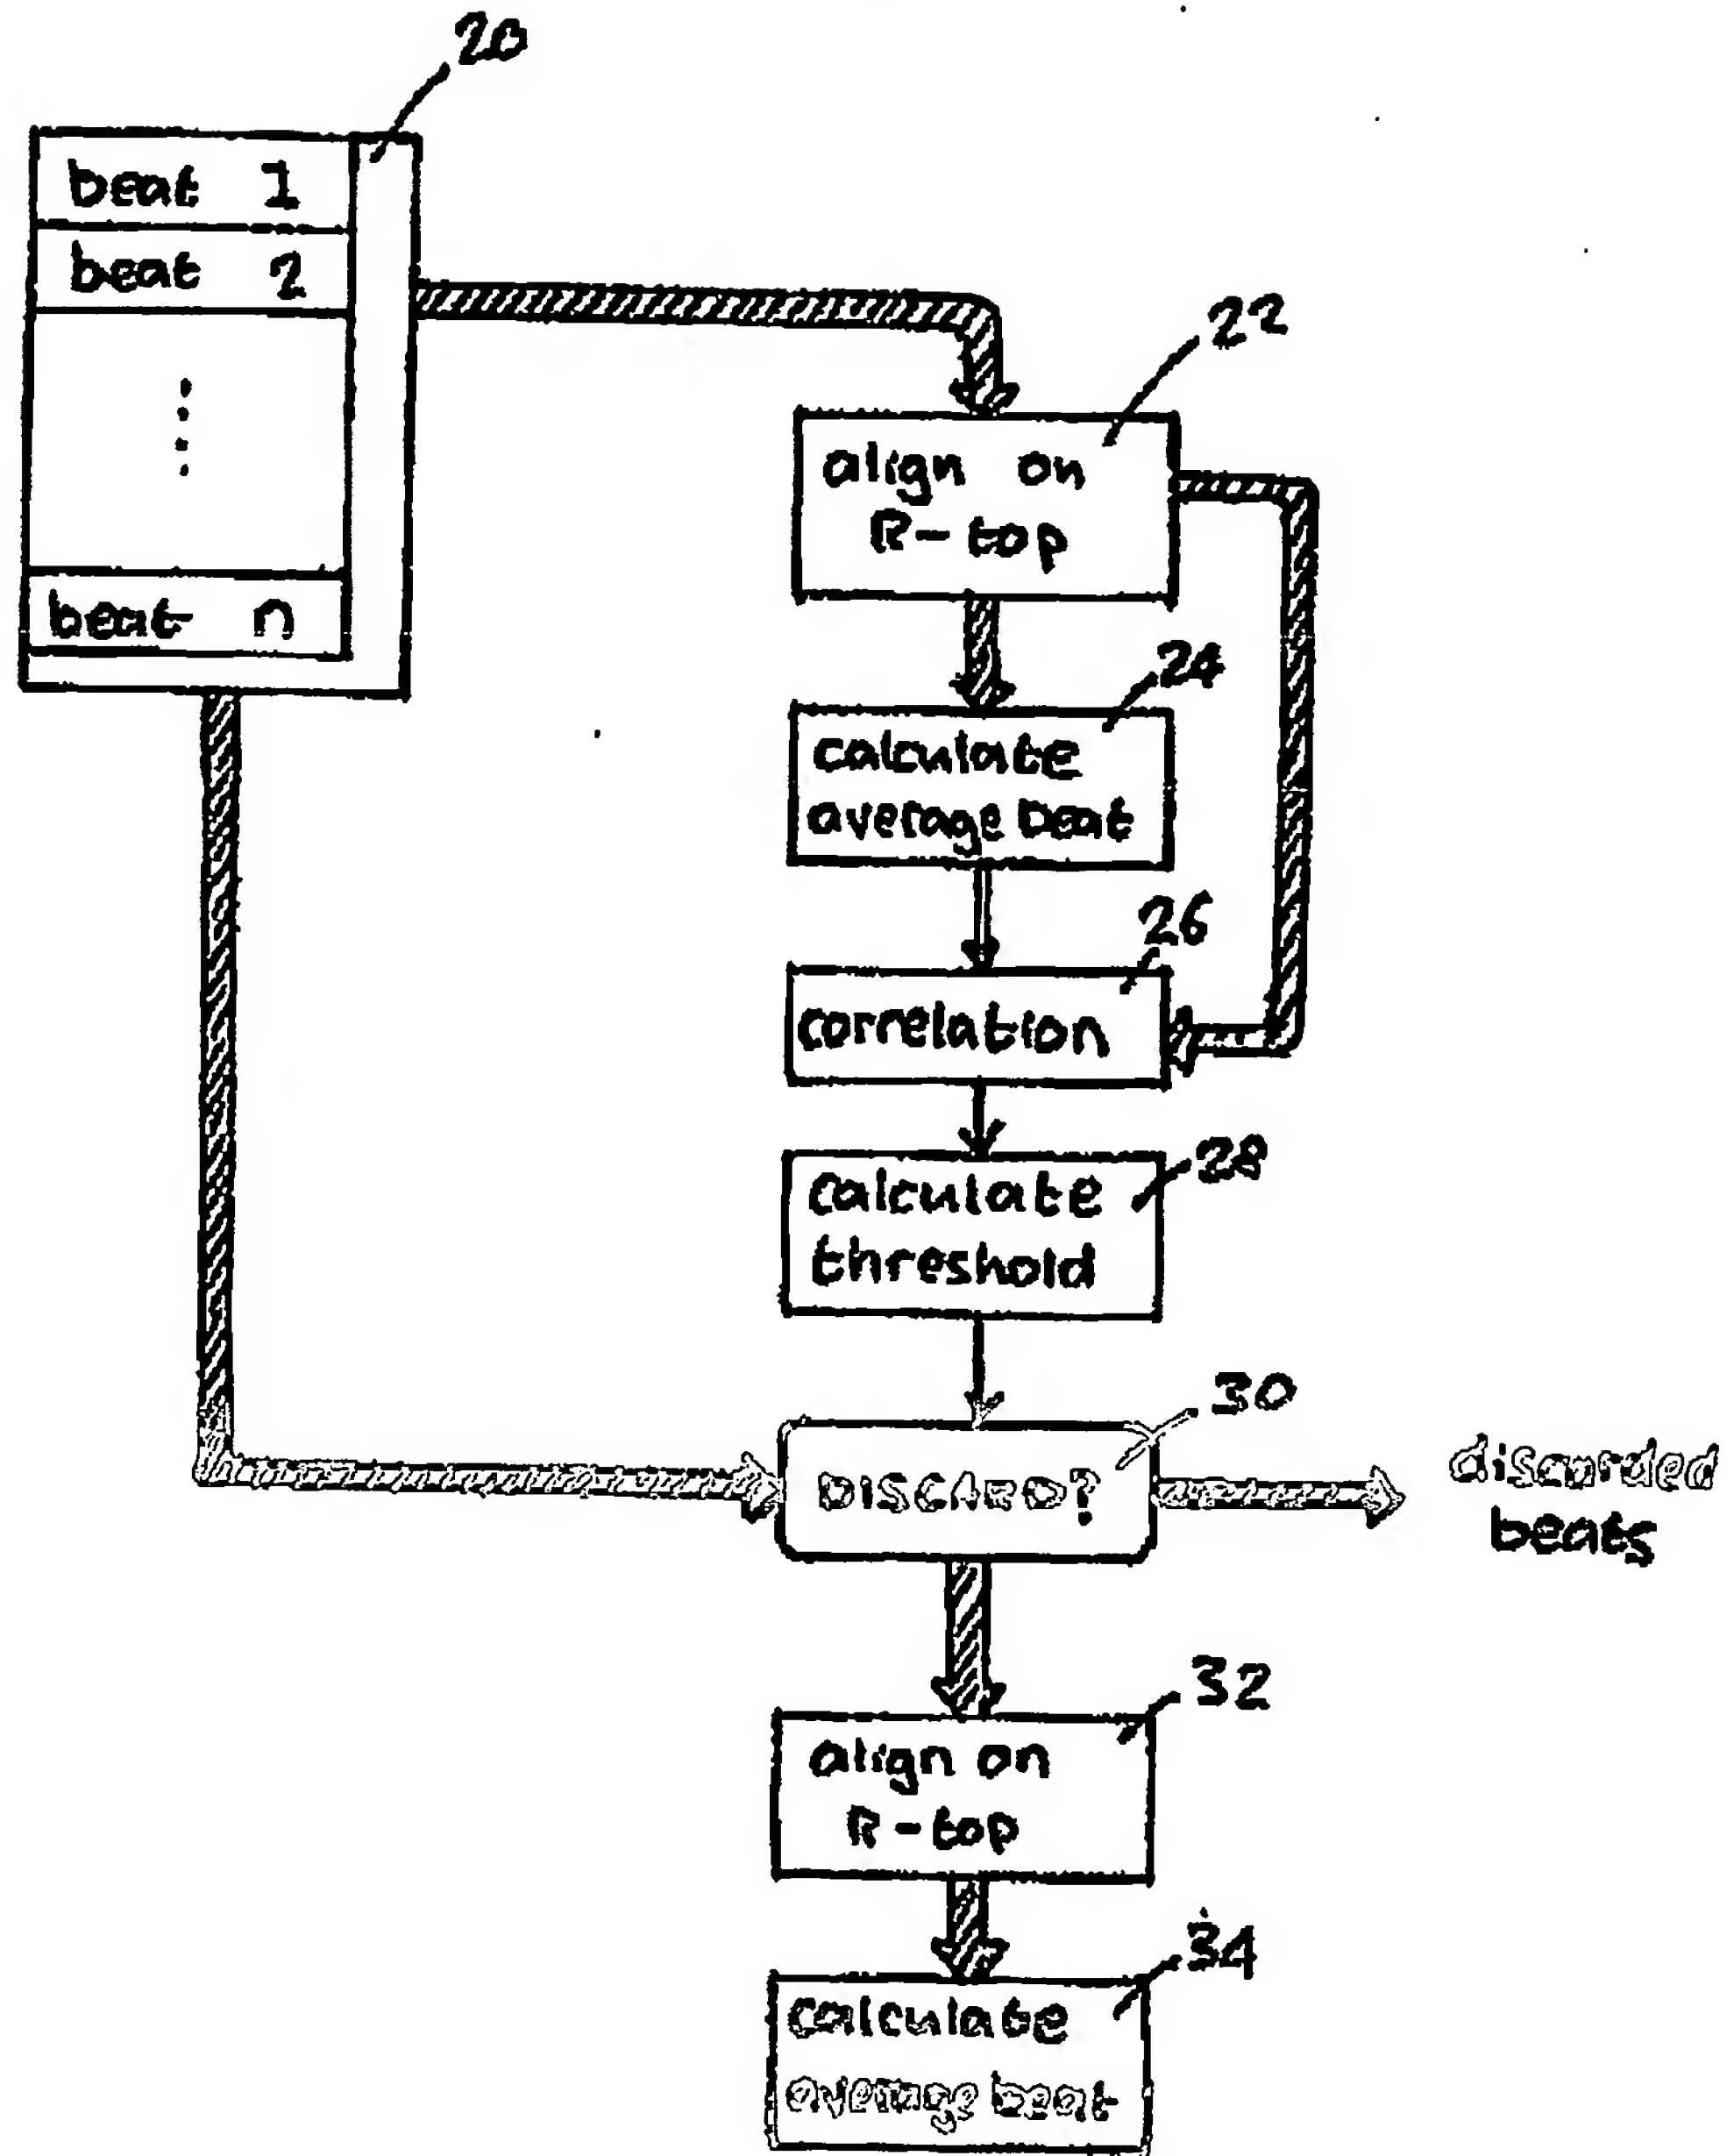 20
beat 1
beat 2
beat n
22
align on
R-top
24
calculate
average beat
26
correlation
28
calculate
threshold
30
DISCARD?
discarded
beats
32
align on
R-top
34
calculate
average beat